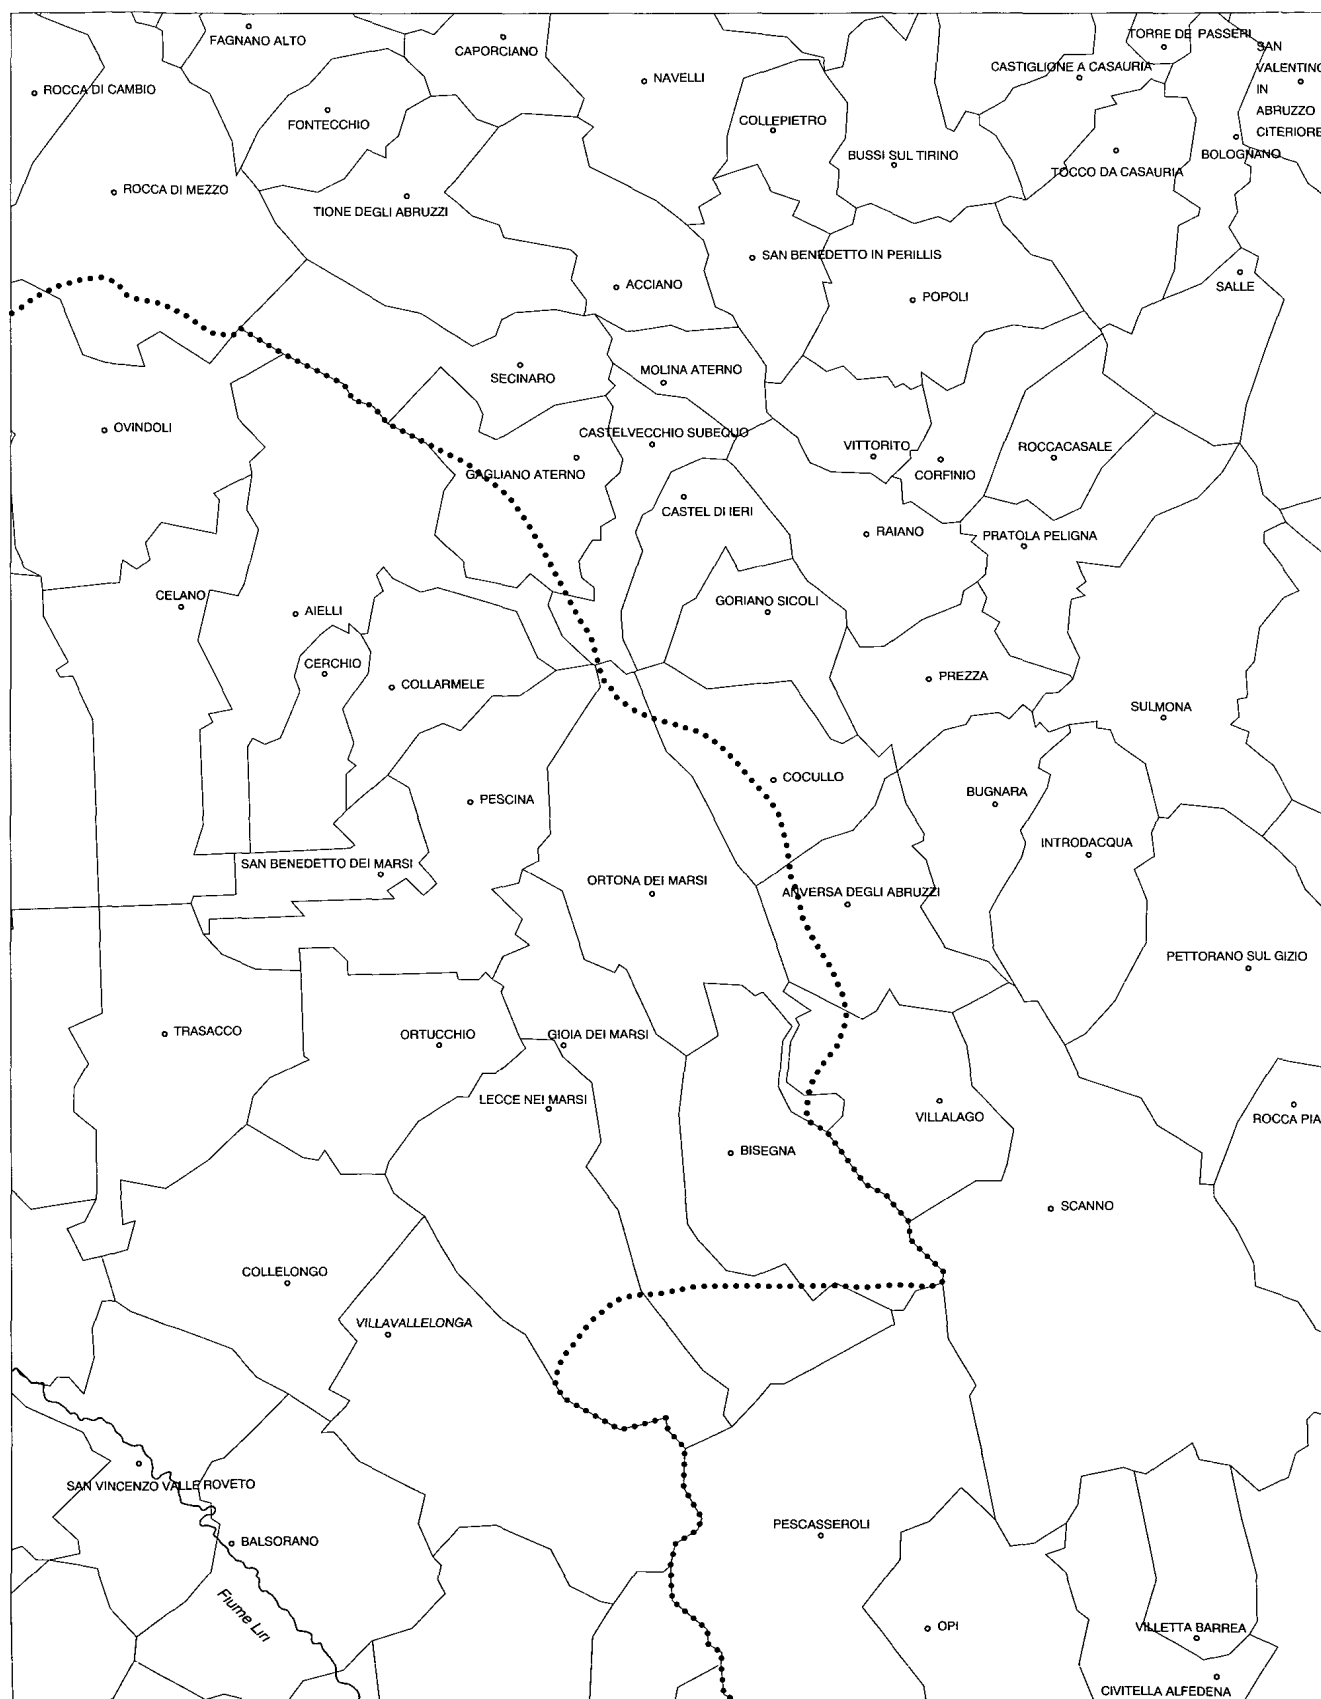 FAGNANO ALTO
CAPORCIANO
TORRE DE PASSERI
SAN
VALENTINO
IN
ABRUZZO
CITERIORE
CASTIGLIONE A CASAURIA
NAVELLI
ROCCA DI CAMBIO
FONTECCHIO
COLLEPIETRO
BUSSI SUL TIRINO
BOLOGNANO
TOCCO DA CASAURIA
ROCCA DI MEZZO
TIONE DEGLI ABRUZZI
SAN BENEDETTO IN PERILLIS
ACCIANO
POPOLI
SALLE
SECINARO
MOLINA ATERNO
OVINDOLI
CASTELVECCHIO SUBEQUO
VITTORITO
ROCCACASALE
GAGLIANO ATERNO
CORFINIO
CASTEL DI IERI
RAIANO
PRATOLA PELIGNA
CELANO
AIELLI
GORIANO SICOLI
CERCHIO
COLLARMELE
PREZZA
SULMONA
COCULLO
PESCINA
BUGNARA
INTRODACQUA
SAN BENEDETTO DEI MARSI
ORTONA DEI MARSI
ANVERSA DEGLI ABRUZZI
PETTORANO SUL GIZIO
TRASACCO
ORTUCCHIO
GIOIA DEI MARSI
LECCE NEI MARSI
VILLALAGO
ROCCA PIA
BISEGNA
SCANNO
COLLELONGO
VILLAVALLELONGA
SAN VINCENZO VALLE ROVETO
PESCASSEROLI
BALSORANO
Fiume Liri
OPI
VILLETTA BARREA
CIVITELLA ALFEDENA